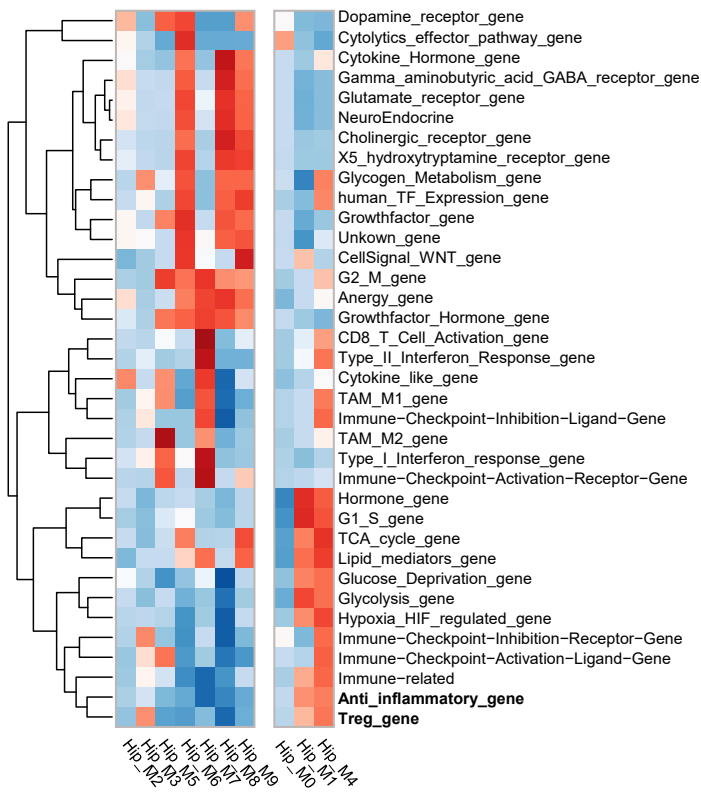 Dopamine_receptor_gene
Cytolytics_effector_pathway_gene
Cytokine_Hormone_gene
Gamma_aminobutyric_acid_GABA_receptor_gene
Glutamate_receptor_gene
NeuroEndocrine
Cholinergic_receptor_gene
X5_hydroxytryptamine_receptor_gene
Glycogen_Metabolism_gene
human_TF_Expression_gene
Growthfactor_gene
Unkown_gene
CellSignal_WNT_gene
G2_M_gene
Anergy_gene
Growthfactor_Hormone_gene
CD8_T_Cell_Activation_gene
Type_II_Interferon_Response_gene
Cytokine_like_gene
TAM_M1_gene
Immune−Checkpoint−Inhibition−Ligand−Gene
TAM_M2_gene
Type_I_Interferon_response_gene
Immune−Checkpoint−Activation−Receptor−Gene
Hormone_gene
G1_S_gene
TCA_cycle_gene
Lipid_mediators_gene
Glucose_Deprivation_gene
Glycolysis_gene
Hypoxia_HIF_regulated_gene
Immune−Checkpoint−Inhibition−Receptor−Gene
Immune−Checkpoint−Activation−Ligand−Gene
Immune−related
Anti_inflammatory_gene
Treg_gene
Hip_M2
Hip_M3
Hip_M5
Hip_M6
Hip_M7
Hip_M8
Hip_M9
Hip_M0
Hip_M1
Hip_M4